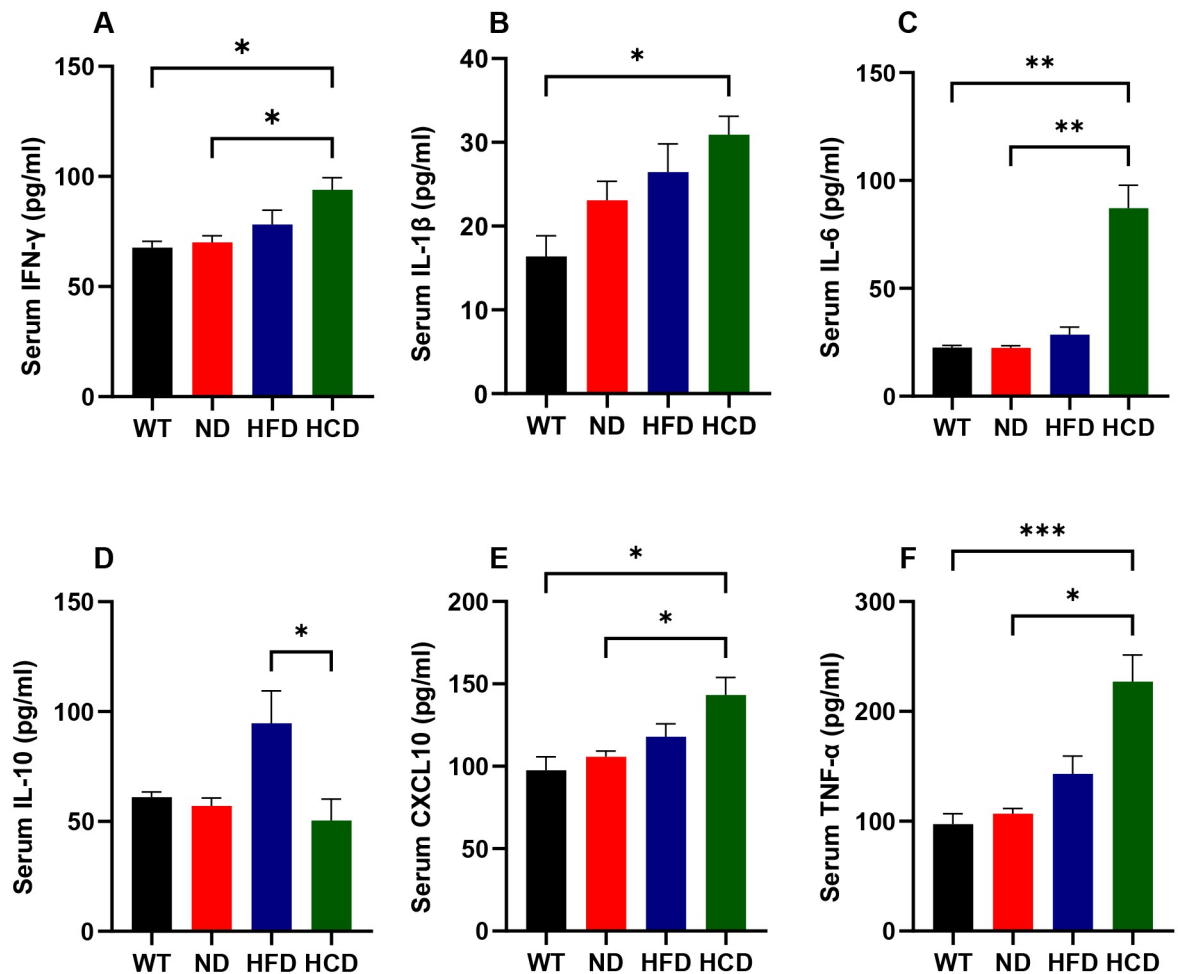 A
*
*
150
100
50
0
Serum IFN-γ (pg/ml)
WT ND HFD HCD
B
*
40
30
20
10
0
Serum IL-1β (pg/ml)
WT ND HFD HCD
C
**
**
150
100
50
0
Serum IL-6 (pg/ml)
WT ND HFD HCD
D
*
150
100
50
0
Serum IL-10 (pg/ml)
WT ND HFD HCD
E
*
*
200
150
100
50
0
Serum CXCL10 (pg/ml)
WT ND HFD HCD
F
***
*
300
200
100
0
Serum TNF-α (pg/ml)
WT ND HFD HCD